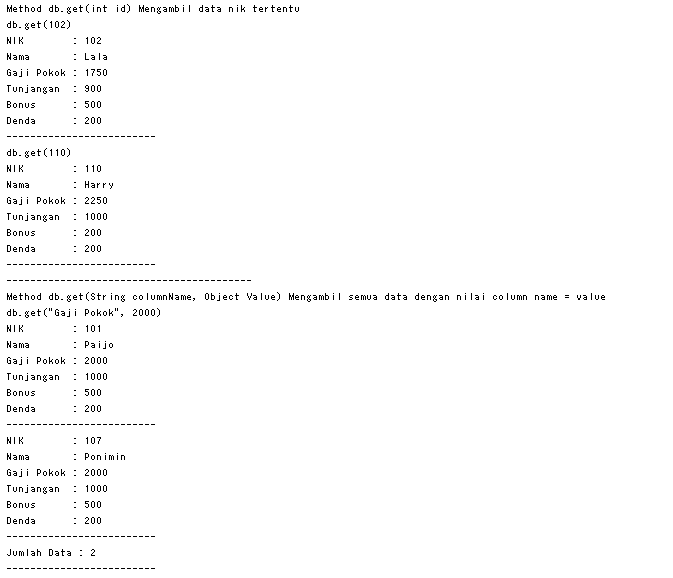 Method db.get(int id) Mengambil data nik tertentu
db.get(102)
NIK        : 102
Nama       : Lala
Gaji Pokok : 1750
Tunjangan  : 900
Bonus      : 500
Denda      : 200
-------------------------
db.get(110)
NIK        : 110
Nama       : Harry
Gaji Pokok : 2250
Tunjangan  : 1000
Bonus      : 200
Denda      : 200
-------------------------
-----------------------------------------
Method db.get(String columnName, Object Value) Mengambil semua data dengan nilai column name = value
db.get("Gaji Pokok", 2000)
NIK        : 101
Nama       : Paijo
Gaji Pokok : 2000
Tunjangan  : 1000
Bonus      : 500
Denda      : 200
-------------------------
NIK        : 107
Nama       : Ponimin
Gaji Pokok : 2000
Tunjangan  : 1000
Bonus      : 500
Denda      : 200
-------------------------
Jumlah Data : 2
-------------------------